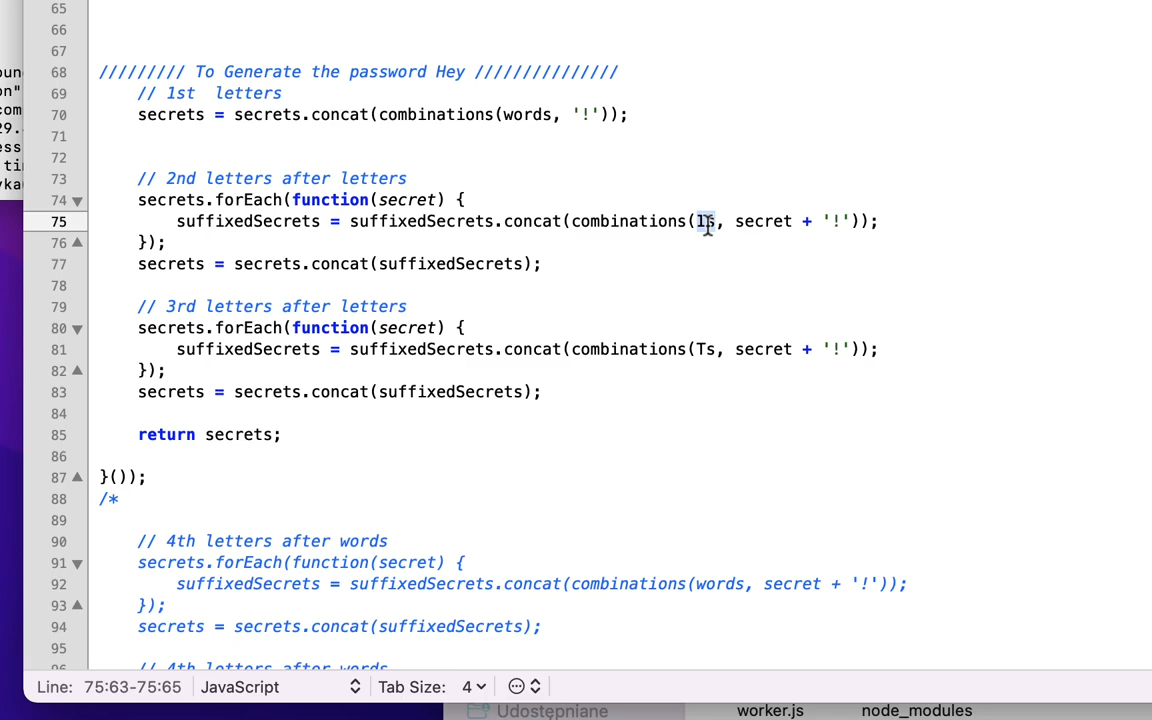 65
66
67
68 ///////// To Generate the password Hey ///////////////
69 // 1st  letters
70 secrets = secrets.concat(combinations(words, '!'));
71
72
73 // 2nd letters after letters
74 secrets.forEach(function(secret) {
75 suffixedSecrets = suffixedSecrets.concat(combinations(Ts, secret + '!'));
76 });
77 secrets = secrets.concat(suffixedSecrets);
78
79 // 3rd letters after letters
80 secrets.forEach(function(secret) {
81 suffixedSecrets = suffixedSecrets.concat(combinations(Ts, secret + '!'));
82 });
83 secrets = secrets.concat(suffixedSecrets);
84
85 return secrets;
86
87 }());
88 /*
89
90 // 4th letters after words
91 secrets.forEach(function(secret) {
92 suffixedSecrets = suffixedSecrets.concat(combinations(words, secret + '!'));
93 });
94 secrets = secrets.concat(suffixedSecrets);
95
96 // 4th letters after words
Line: 75:63-75:65 JavaScript Tab Size: 4
Udostępniane worker.js node_modules